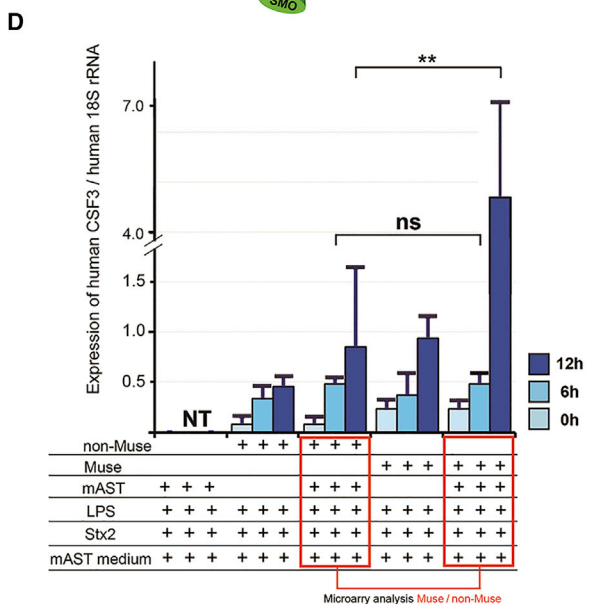 SMO
D
Expression of human CSF3 / human 18S rRNA
7.0
4.0
1.5
1.0
0.5
**
ns
NT
12h
6h
0h
non-Muse + + + + + +
Muse + + + + + +
mAST + + + + + + + + +
LPS + + + + + + + + + + + + + + +
Stx2 + + + + + + + + + + + + + + +
mAST medium + + + + + + + + + + + + + + +
Microarry analysis Muse / non-Muse